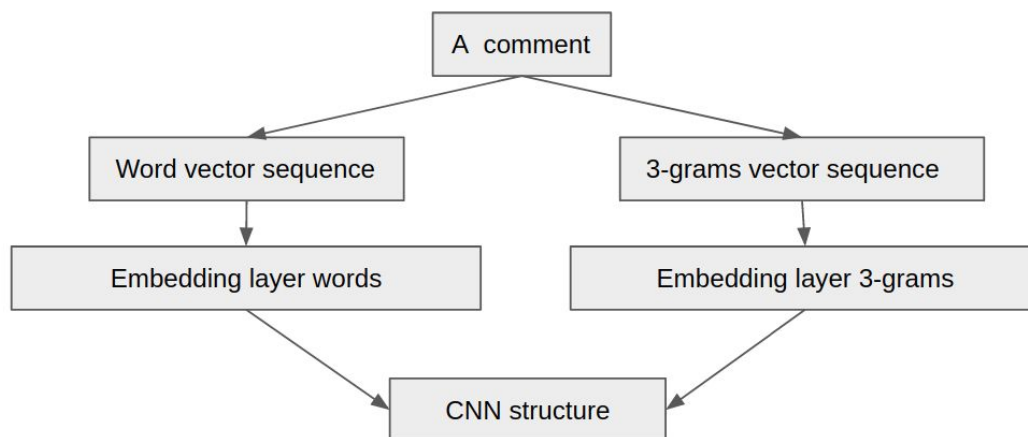 A comment
Word vector sequence
3-grams vector sequence
Embedding layer words
Embedding layer 3-grams
CNN structure